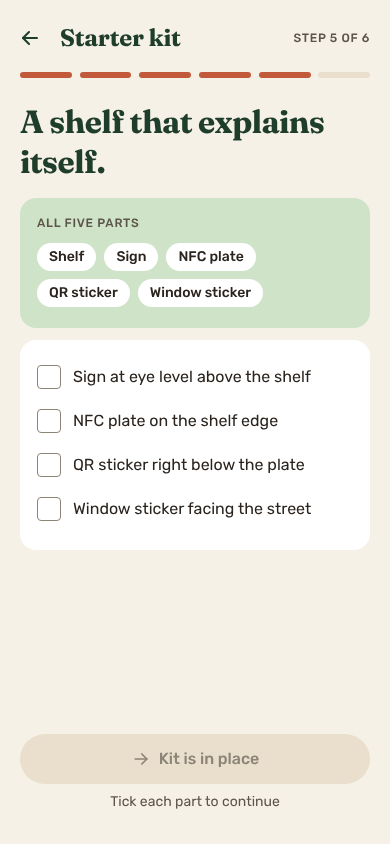 Starter kit
STEP 5 OF 6
A shelf that explains
itself.
ALL FIVE PARTS
Shelf
Sign
NFC plate
QR sticker
Window sticker
Sign at eye level above the shelf
NFC plate on the shelf edge
QR sticker right below the plate
Window sticker facing the street
Kit is in place
Tick each part to continue